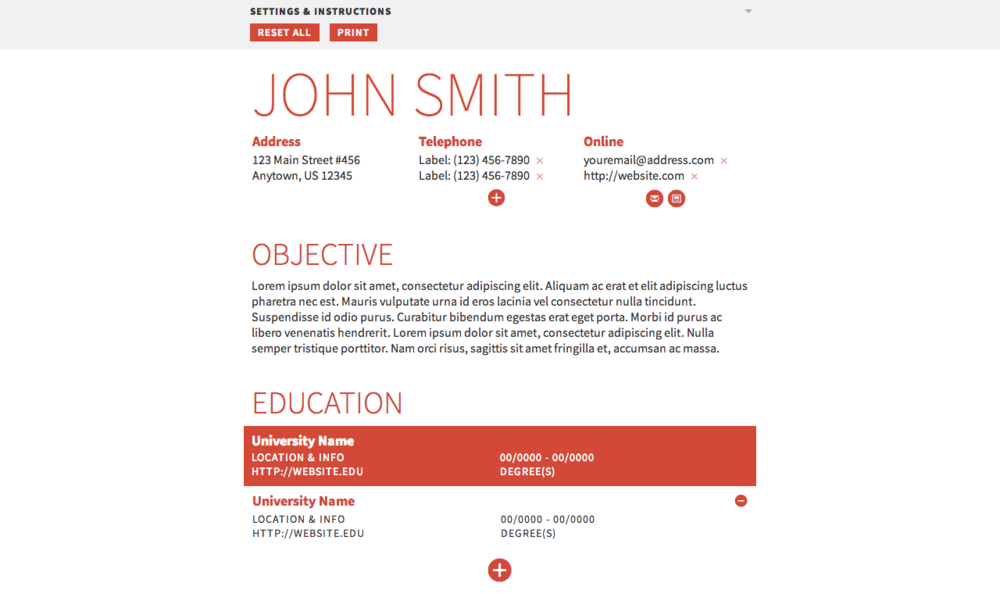 SETTINGS & INSTRUCTIONS
RESET ALL PRINT
JOHN SMITH
Address
123 Main Street #456
Anytown, US 12345
Telephone
Label: (123) 456-7890 ×
Label: (123) 456-7890 ×
Online
youremail@address.com ×
http://website.com ×
OBJECTIVE
Lorem ipsum dolor sit amet, consectetur adipiscing elit. Aliquam ac erat et elit adipiscing luctus
pharetra nec est. Mauris vulputate urna id eros lacinia vel consectetur nulla tincidunt.
Suspendisse id odio purus. Curabitur bibendum egestas erat eget porta. Morbi id purus ac
libero venenatis hendrerit. Lorem ipsum dolor sit amet, consectetur adipiscing elit. Nulla
semper tristique porttitor. Nam orci risus, sagittis sit amet fringilla et, accumsan ac massa.
EDUCATION
University Name
LOCATION & INFO 00/0000 - 00/0000
HTTP://WEBSITE.EDU DEGREE(S)
University Name
LOCATION & INFO 00/0000 - 00/0000
HTTP://WEBSITE.EDU DEGREE(S)